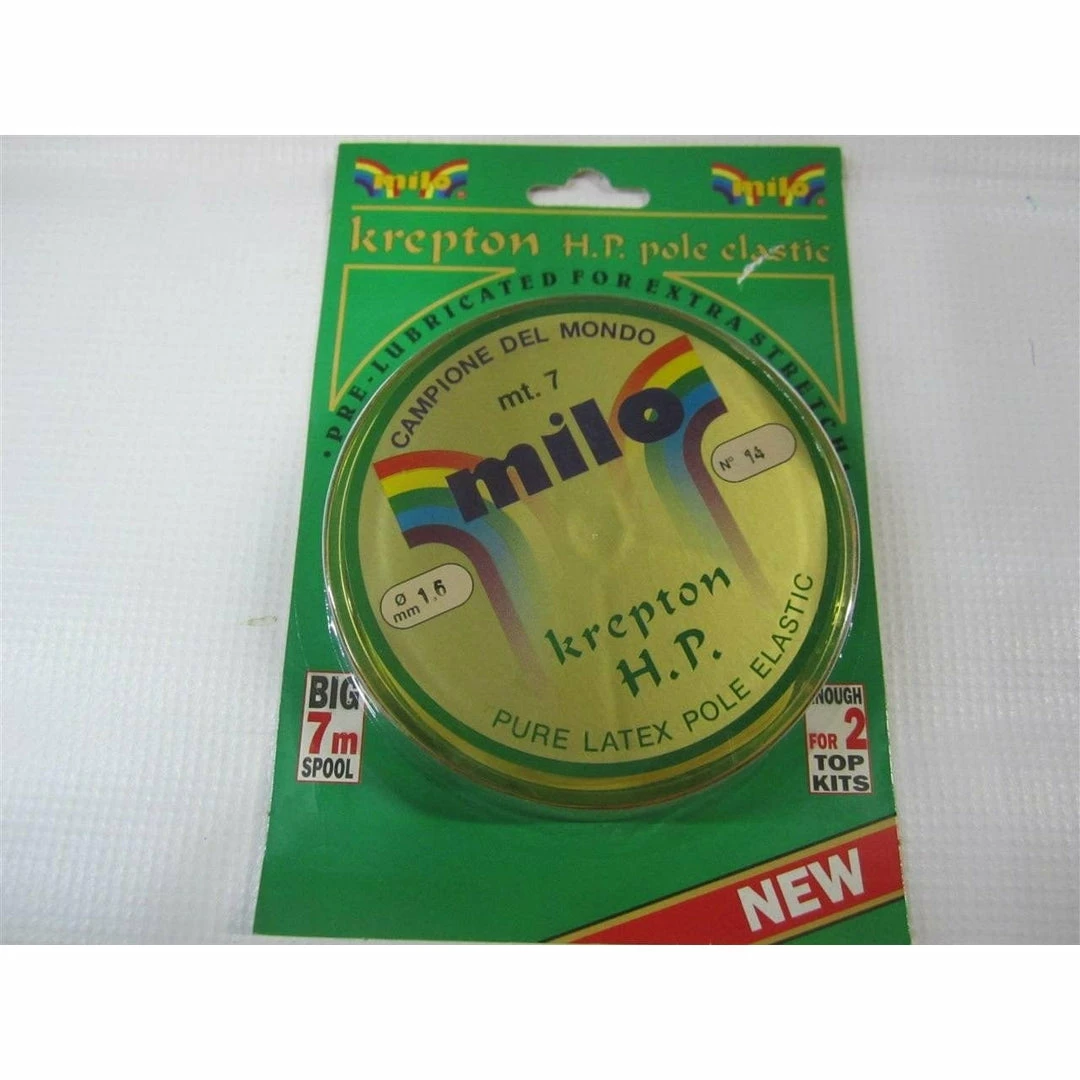 milo
milo
krepton H.P. pole elastic
• PRE-LUBRICATED FOR EXTRA STRETCH •
CAMPIONE DEL MONDO
mt. 7
milo
N° 14
Ø mm 1,6
krepton
H.P.
PURE LATEX POLE ELASTIC
BIG
7m
SPOOL
NOUGH
FOR 2
TOP
KITS
NEW